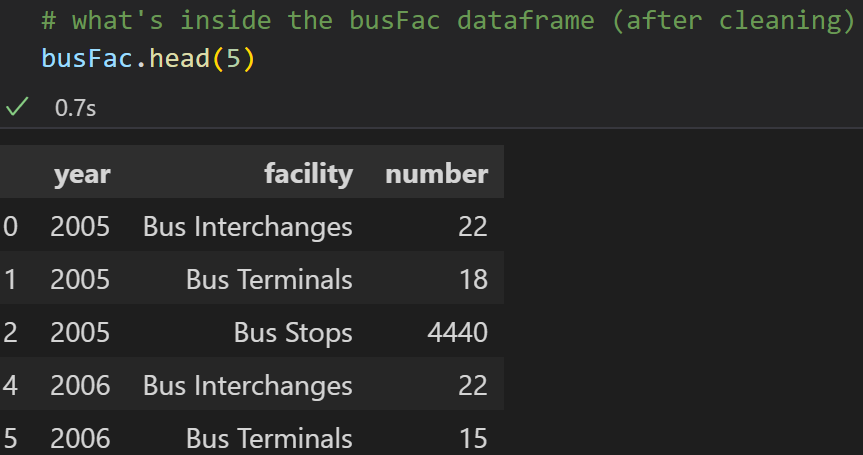 # what's inside the busFac dataframe (after cleaning)
busFac.head(5)
0.7s
year facility number
0 2005 Bus Interchanges 22
1 2005 Bus Terminals 18
2 2005 Bus Stops 4440
4 2006 Bus Interchanges 22
5 2006 Bus Terminals 15